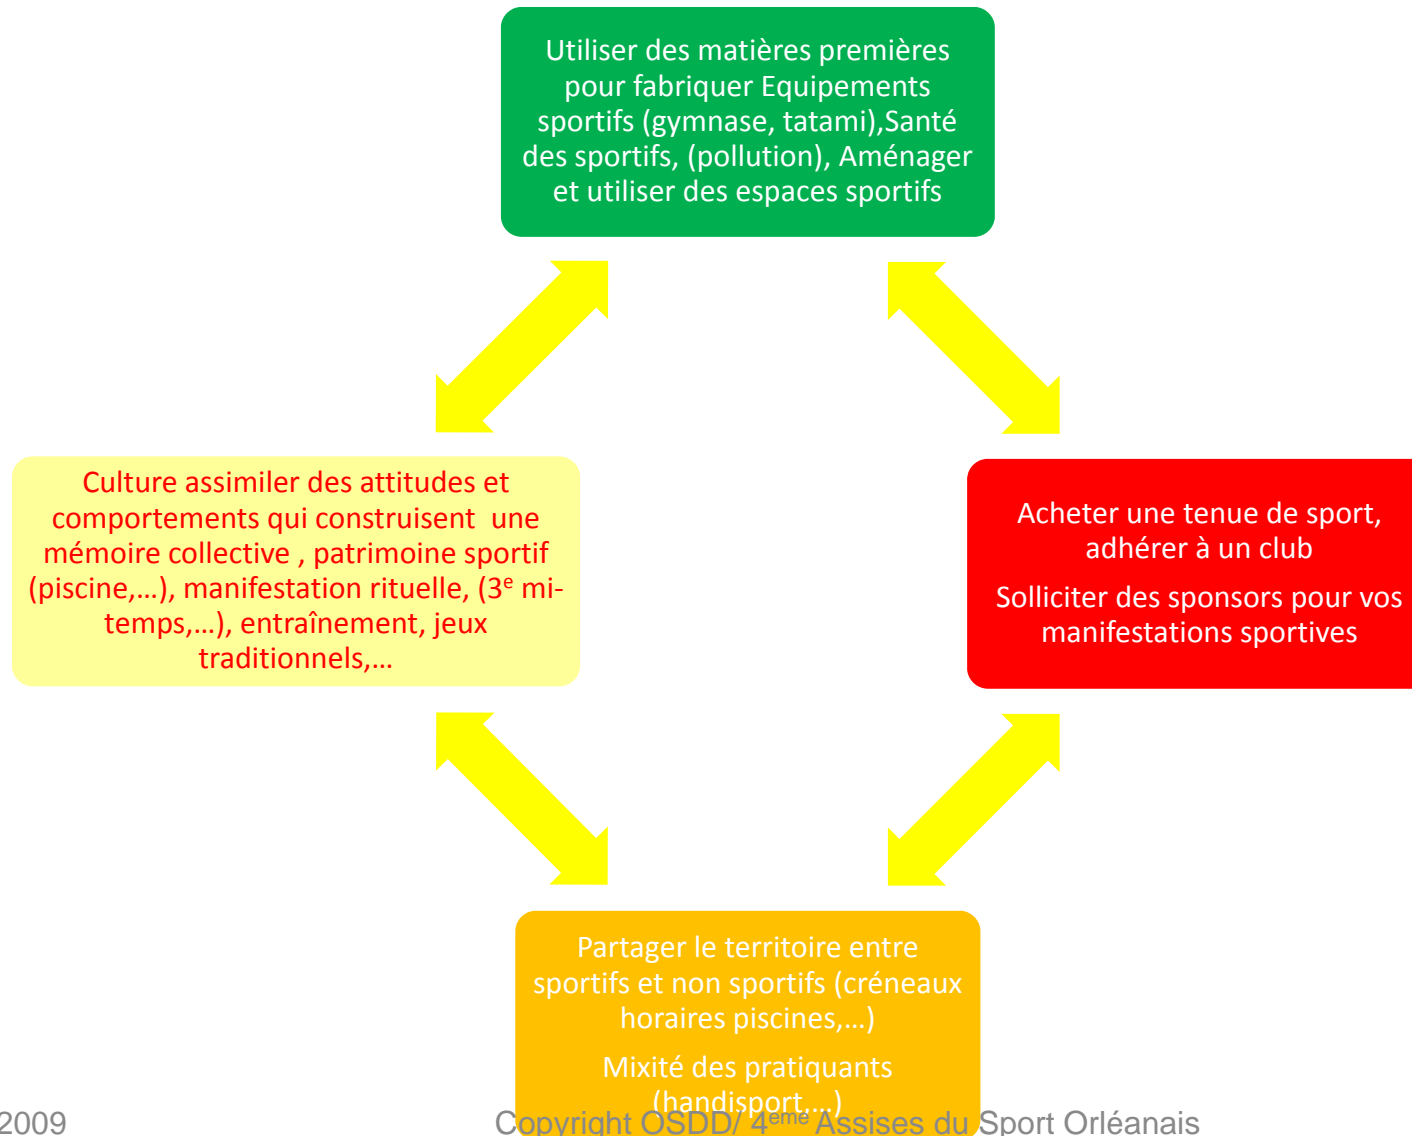 Utiliser des matières premières
pour fabriquer Equipements
sportifs (gymnase, tatami),Santé
des sportifs, (pollution), Aménager
et utiliser des espaces sportifs
Culture assimiler des attitudes et
comportements qui construisent  une
mémoire collective , patrimoine sportif
(piscine,…), manifestation rituelle, (3e mi-
temps,…), entraînement, jeux
traditionnels,…
Acheter une tenue de sport,
adhérer à un club
Solliciter des sponsors pour vos
manifestations sportives
Partager le territoire entre
sportifs et non sportifs (créneaux
horaires piscines,…)
Mixité des pratiquants
(handisport,…)
2009
Copyright OSDD/ 4eme Assises du Sport Orléanais